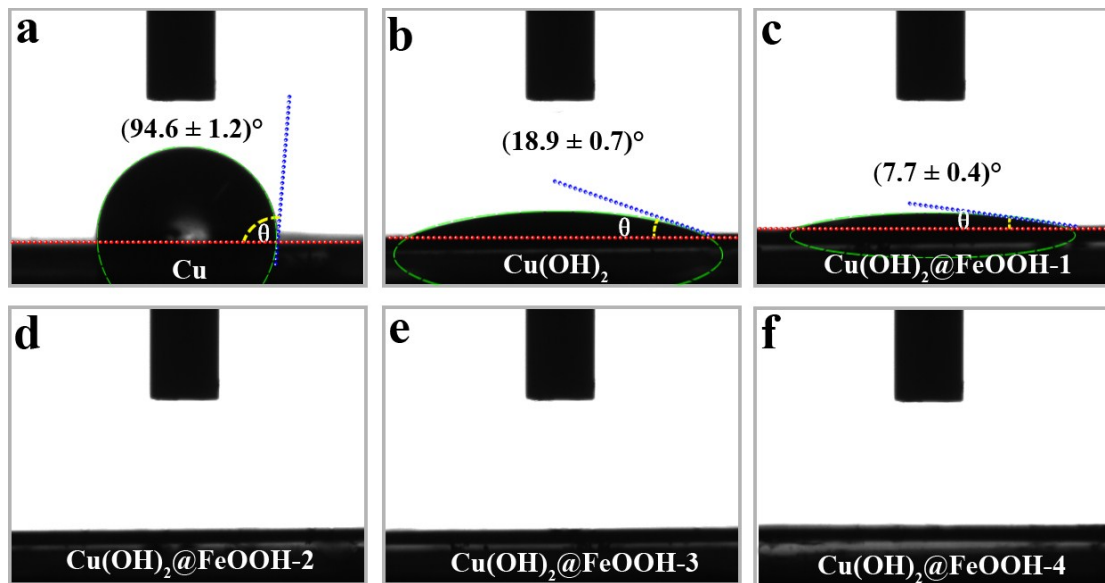 a
(94.6 ± 1.2)°
θ
Cu
b
(18.9 ± 0.7)°
θ
Cu(OH)₂
c
(7.7 ± 0.4)°
θ
Cu(OH)₂@FeOOH-1
d
Cu(OH)₂@FeOOH-2
e
Cu(OH)₂@FeOOH-3
f
Cu(OH)₂@FeOOH-4